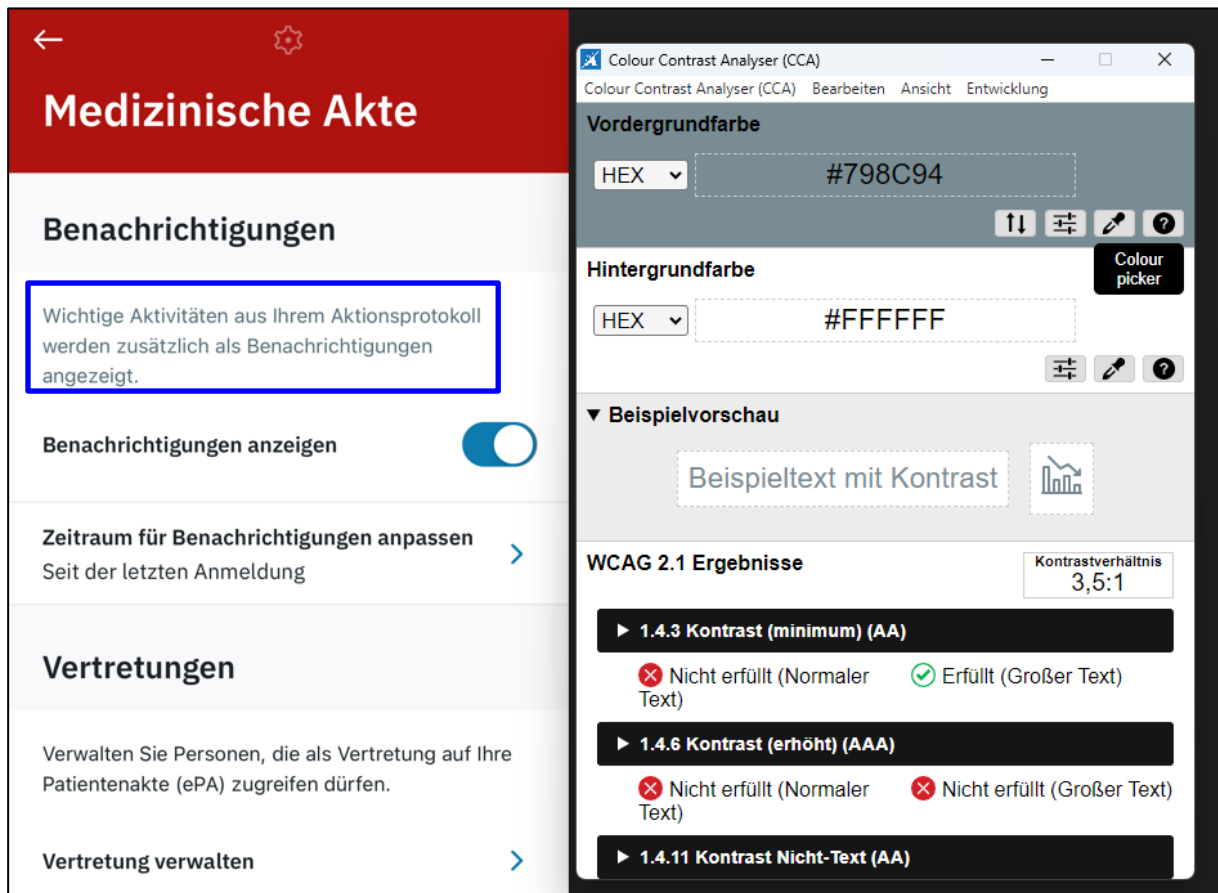 Medizinische Akte
Benachrichtigungen
Wichtige Aktivitäten aus Ihrem Aktionsprotokoll
werden zusätzlich als Benachrichtigungen
angezeigt.
Benachrichtigungen anzeigen
Zeitraum für Benachrichtigungen anpassen
Seit der letzten Anmeldung
Vertretungen
Verwalten Sie Personen, die als Vertretung auf Ihre
Patientenakte (ePA) zugreifen dürfen.
Vertretung verwalten
Colour Contrast Analyser (CCA)
Colour Contrast Analyser (CCA) Bearbeiten Ansicht Entwicklung
Vordergrundfarbe
HEX #798C94
Hintergrundfarbe
Colour
picker
HEX #FFFFFF
Beispielvorschau
Beispieltext mit Kontrast
WCAG 2.1 Ergebnisse
Kontrastverhältnis
3,5:1
1.4.3 Kontrast (minimum) (AA)
Nicht erfüllt (Normaler
Text)
Erfüllt (Großer Text)
1.4.6 Kontrast (erhöht) (AAA)
Nicht erfüllt (Normaler
Text)
Nicht erfüllt (Großer Text)
1.4.11 Kontrast Nicht-Text (AA)